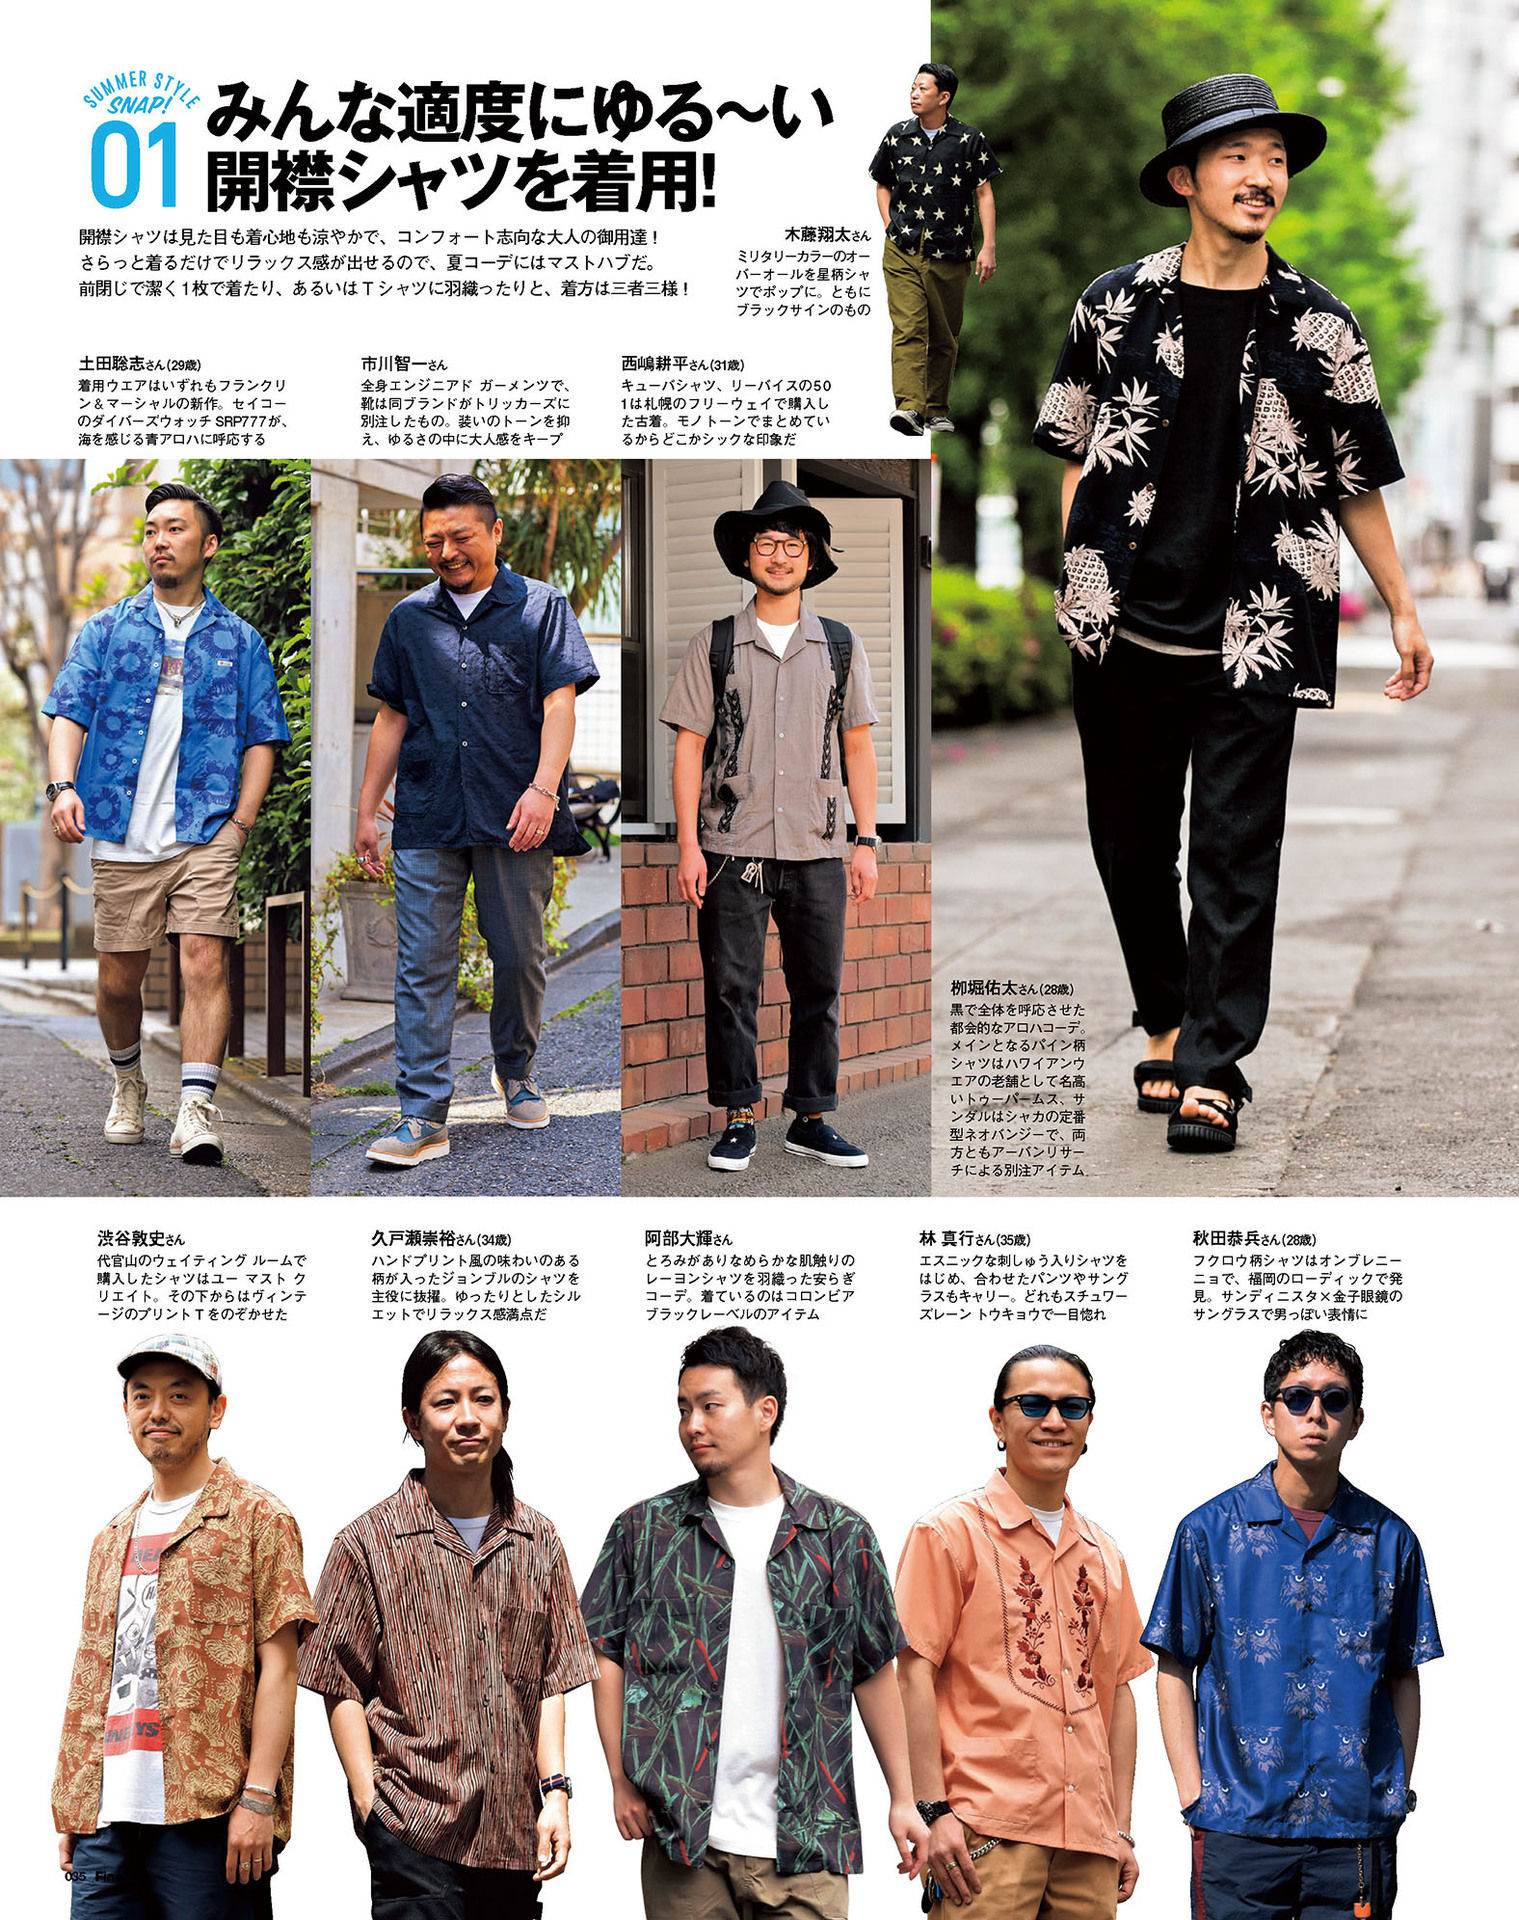 SUMMER STYLE
SNAP!
01
みんな適度にゆる〜い
開襟シャツを着用!
開襟シャツは見た目も着心地も涼やかで、コンフォート志向な大人の御用達!
さらっと着るだけでリラックス感が出せるので、夏コーデにはマストハブだ。
前閉じで潔く1枚で着たり、あるいはTシャツに羽織ったりと、着方は三者三様!
木藤翔太さん
ミリタリーカラーのオー
バーオールを星柄シャ
ツでポップに。ともに
ブラックサインのもの
土田聡志さん(29歳)
着用ウエアはいずれもフランクリ
ン&マーシャルの新作。セイコー
のダイバーズウォッチ SRP777が、
海を感じる青アロハに呼応する
市川智一さん
全身エンジニアド ガーメンツで、
靴は同ブランドがトリッカーズに
別注したもの。装いのトーンを抑
え、ゆるさの中に大人感をキープ
西嶋耕平さん(31歳)
キューバシャツ、リーバイスの50
1は札幌のフリーウェイで購入し
た古着。モノトーンでまとめてい
るからどこかシックな印象だ
栁堀佑太さん(28歳)
黒で全体を呼応させた
都会的なアロハコーデ。
メインとなるパイン柄
シャツはハワイアンウ
エアの老舗として名高
いトゥーパームス、サ
ンダルはシャカの定番
型ネオバンジーで、両
方ともアーバンリサー
チによる別注アイテム
渋谷敦史さん
代官山のウェイティング ルームで
購入したシャツはユー マスト ク
リエイト。その下からはヴィンテ
ージのプリントTをのぞかせた
久戸瀬崇裕さん(34歳)
ハンドプリント風の味わいのある
柄が入ったジョンブルのシャツを
主役に抜擢。ゆったりとしたシル
エットでリラックス感満点だ
阿部大輝さん
とろみがありなめらかな肌触りの
レーヨンシャツを羽織った安らぎ
コーデ。着ているのはコロンビア
ブラックレーベルのアイテム
林 真行さん(35歳)
エスニックな刺しゅう入りシャツを
はじめ、合わせたパンツやサング
ラスもキャリー。どれもスチュワー
ズレーン トウキョウで一目惚れ
秋田恭兵さん(28歳)
フクロウ柄シャツはオンブレニー
ニョで、福岡のローディックで発
見。サンディニスタ×金子眼鏡の
サングラスで男っぽい表情に
035